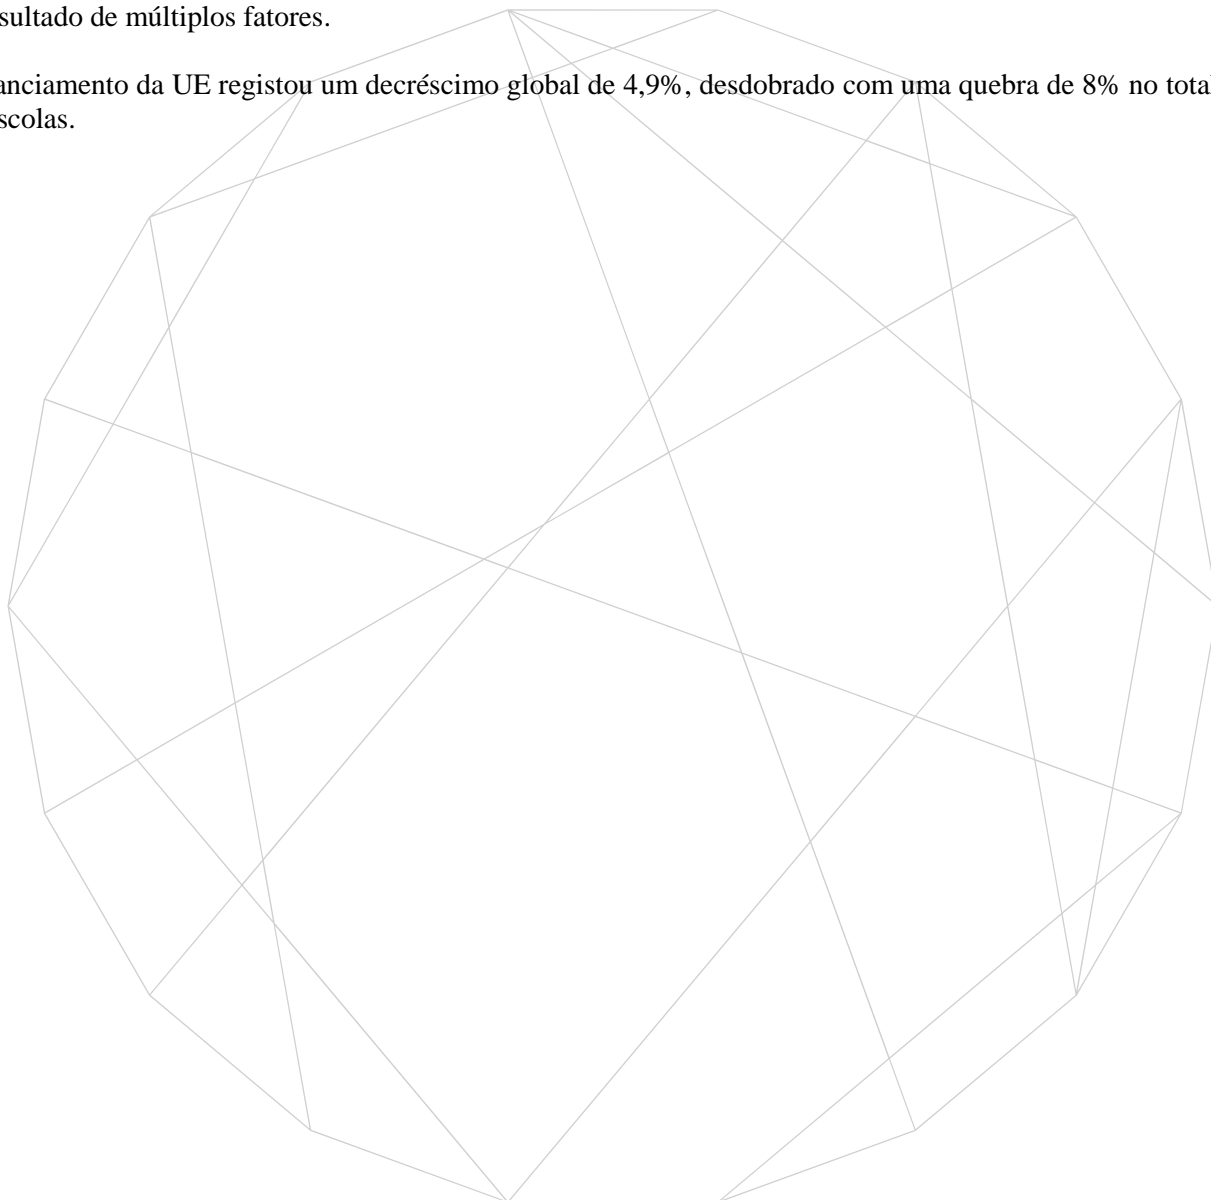 sultado de múltiplos fatores.
anciamento da UE registou um decréscimo global de 4,9%, desdobrado com uma quebra de 8% no total
scolas.